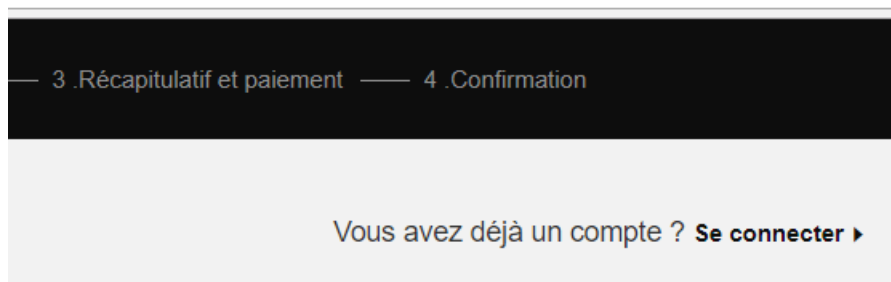 3 .Récapitulatif et paiement 4 .Confirmation
Vous avez déjà un compte ? Se connecter